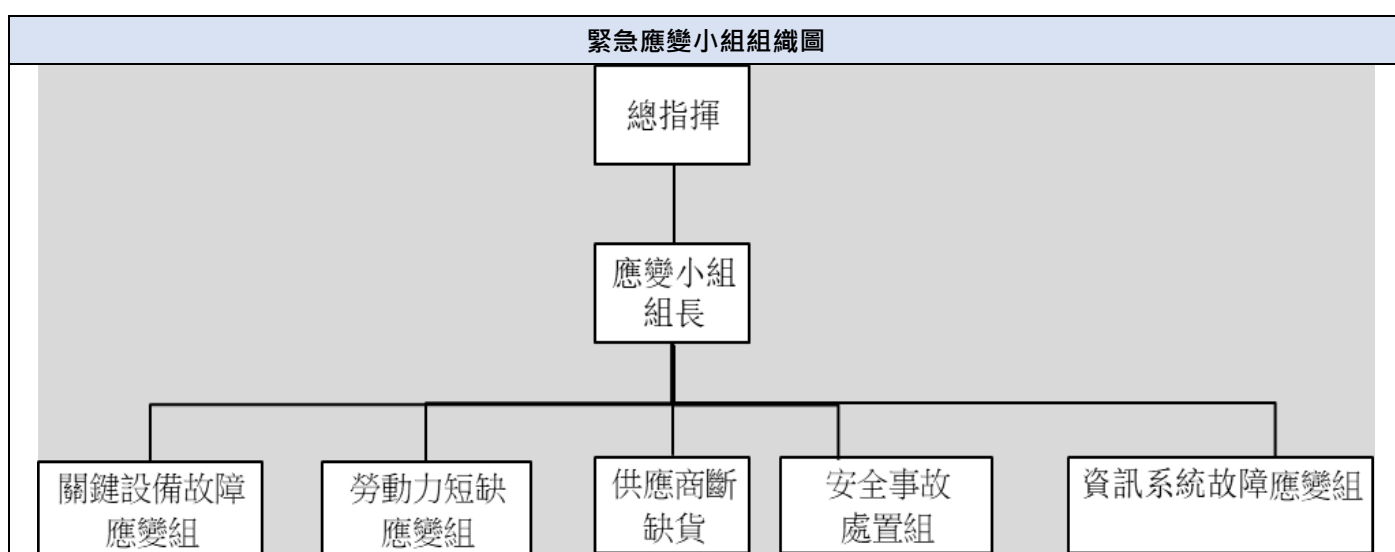 緊急應變小組組織圖
總指揮
應變小組
組長
關鍵設備故障
應變組
勞動力短缺
應變組
供應商斷
缺貨
安全事故
處置組
資訊系統故障應變組